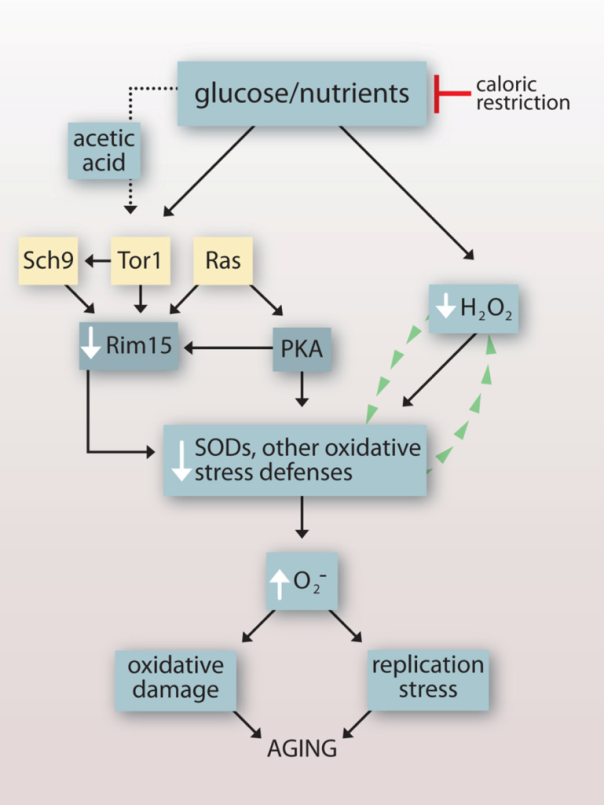 glucose/nutrients
caloric
restriction
acetic
acid
Sch9
Tor1
Ras
H₂O₂
Rim15
PKA
SODs, other oxidative
stress defenses
O₂⁻
oxidative
damage
replication
stress
AGING